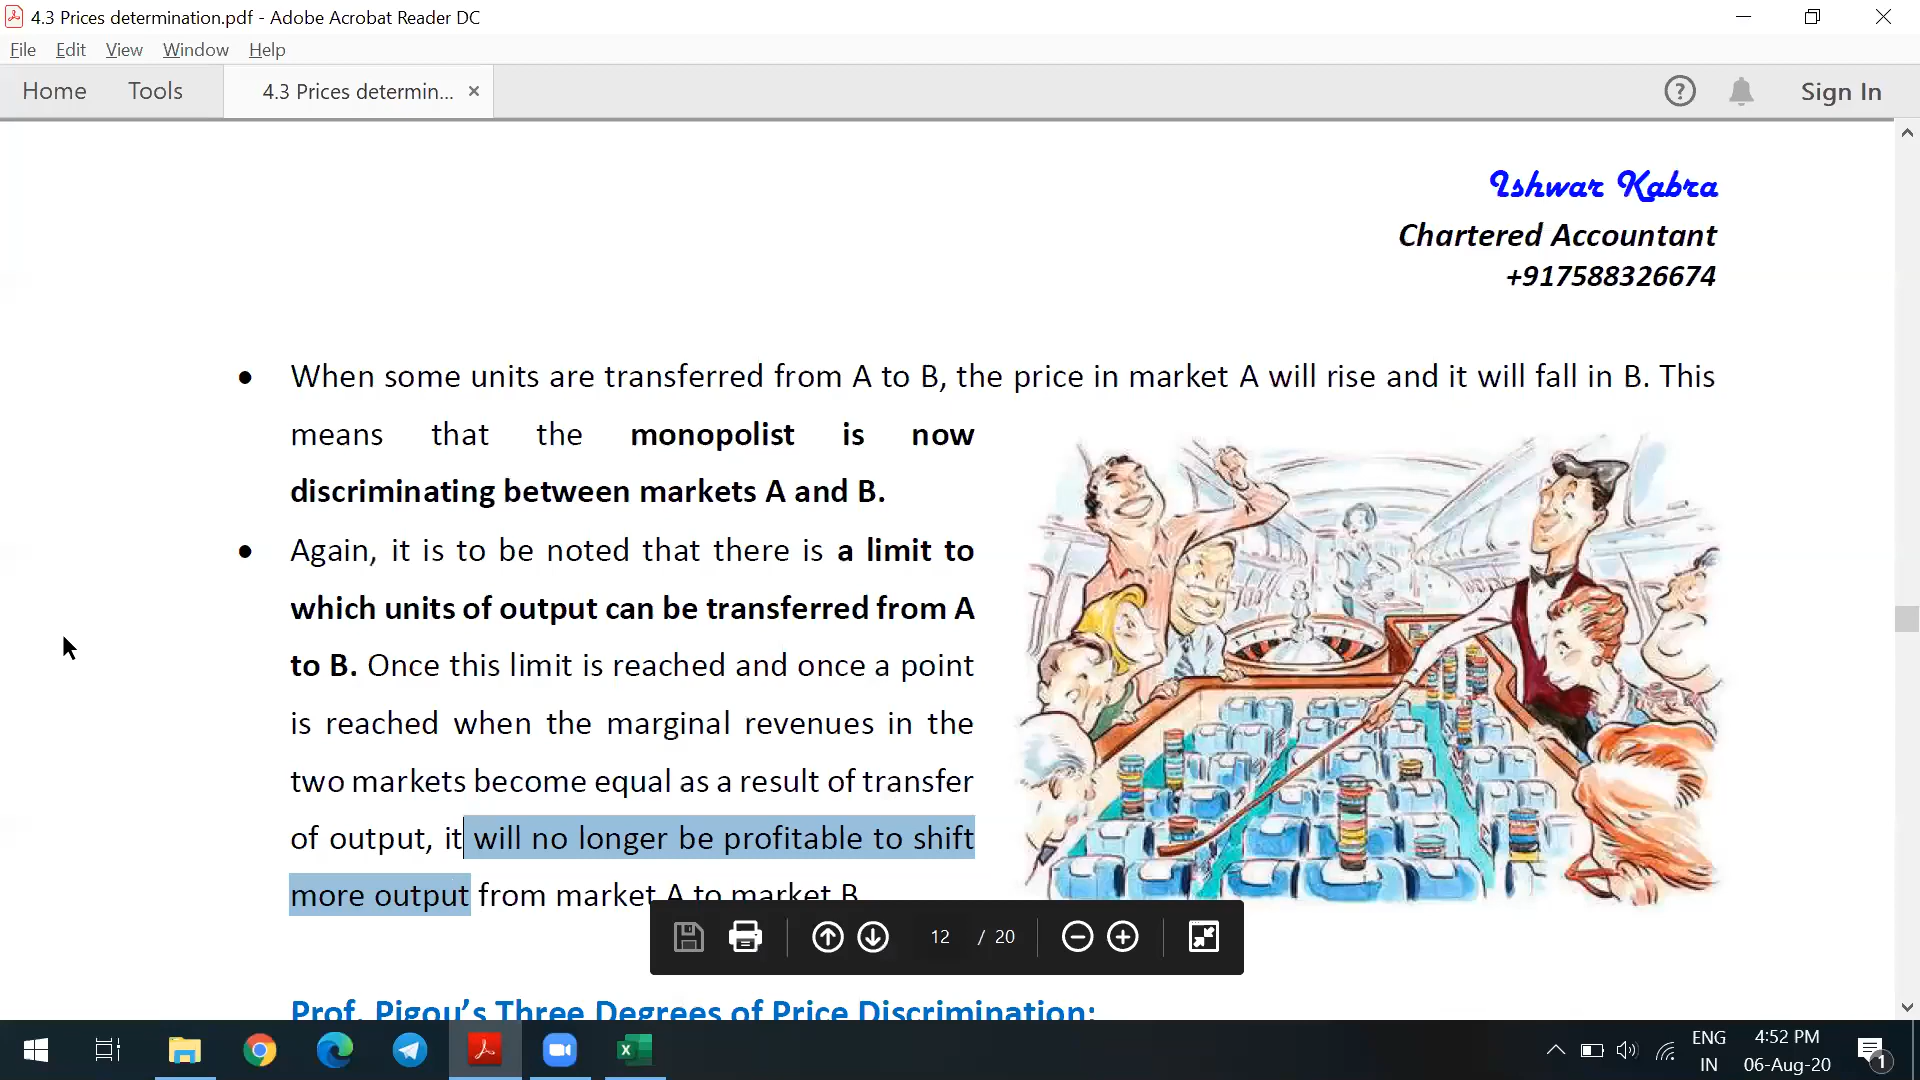 4.3 Prices determination.pdf - Adobe Acrobat Reader DC
File Edit View Window Help
Home Tools 4.3 Prices determin... × ? Sign In
Ishwar Kabra
Chartered Accountant
+917588326674
• When some units are transferred from A to B, the price in market A will rise and it will fall in B. This
means that the monopolist is now
discriminating between markets A and B.
• Again, it is to be noted that there is a limit to
which units of output can be transferred from A
to B. Once this limit is reached and once a point
is reached when the marginal revenues in the
two markets become equal as a result of transfer
of output, it will no longer be profitable to shift
more output from market A to market B.
12 / 20
Prof. Pigou's Three Degrees of Price Discrimination:
ENG 4:52 PM
IN 06-Aug-20 1